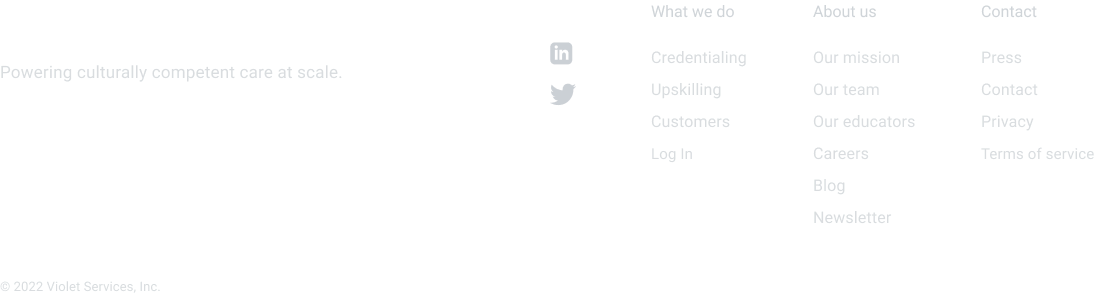 Powering culturally competent care at scale.
What we do
Credentialing
Upskilling
Customers
Log In
About us
Our mission
Our team
Our educators
Careers
Blog
Newsletter
Contact
Press
Contact
Privacy
Terms of service
© 2022 Violet Services, Inc.